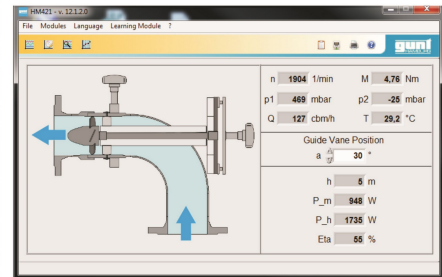 HM421 - v. 12.1.2.0
File Modules Language Learning Module ?
gunt
n 1904 1/min M 4,76 Nm
p1 469 mbar p2 -25 mbar
Q 127 cbm/h T 29,2 °C
Guide Vane Position
a 30 °
h 5 m
P_m 948 W
P_h 1735 W
Eta 55 %